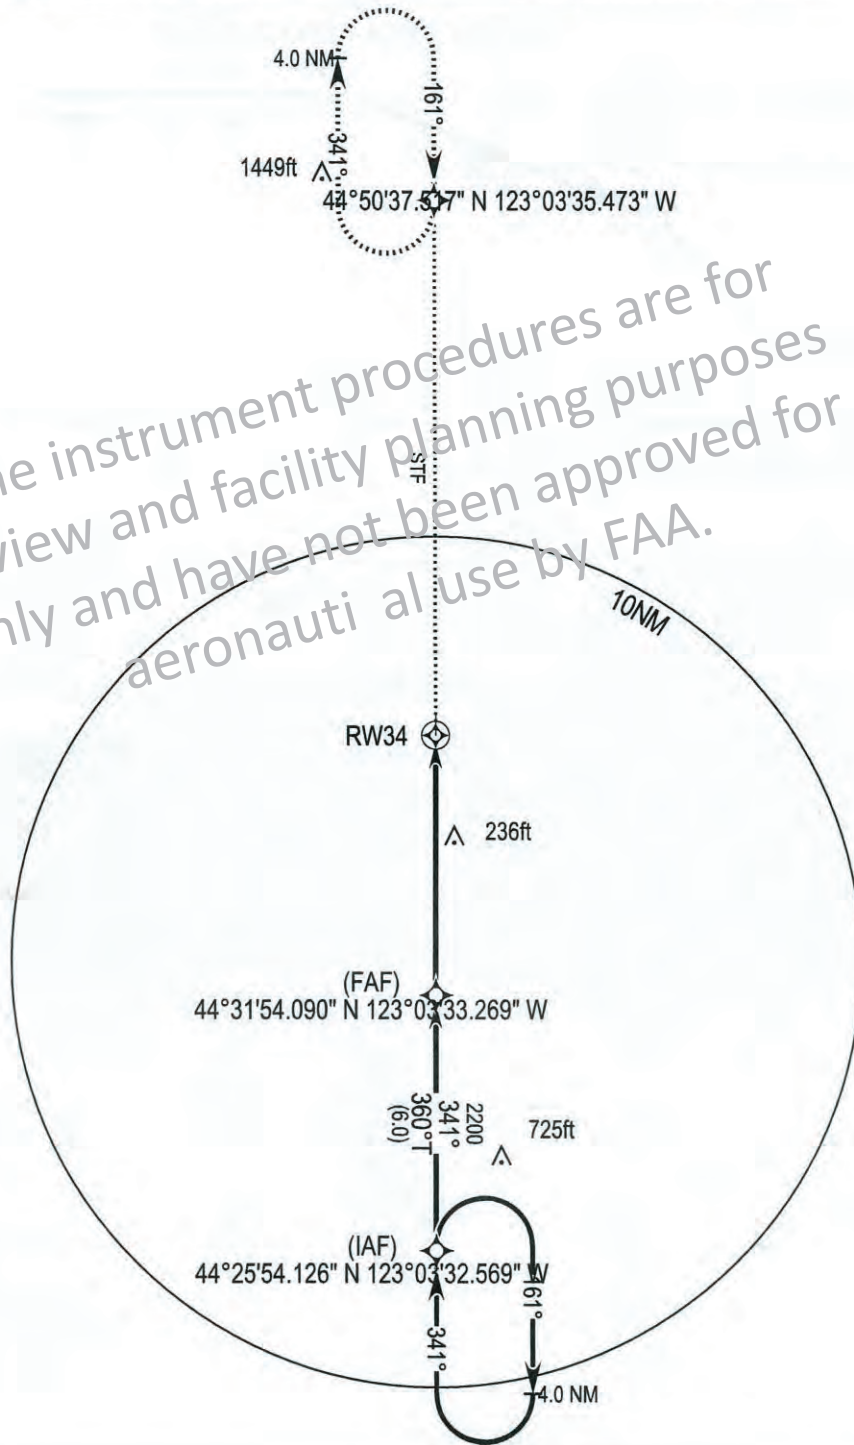 4.0 NM
161°
341°
1449ft
44°50'37.5 7" N 123°03'35.473" W
he instrument procedures are for
view and facility planning purposes
nly and have not been approved for
aeronauti al use by FAA.
STF
10NM
RW34
236ft
(FAF)
44°31'54.090" N 123°03'33.269" W
2200
341°
360°T
(6.0)
725ft
(IAF)
44°25'54.126" N 123°03'32.569" W
161°
341°
4.0 NM